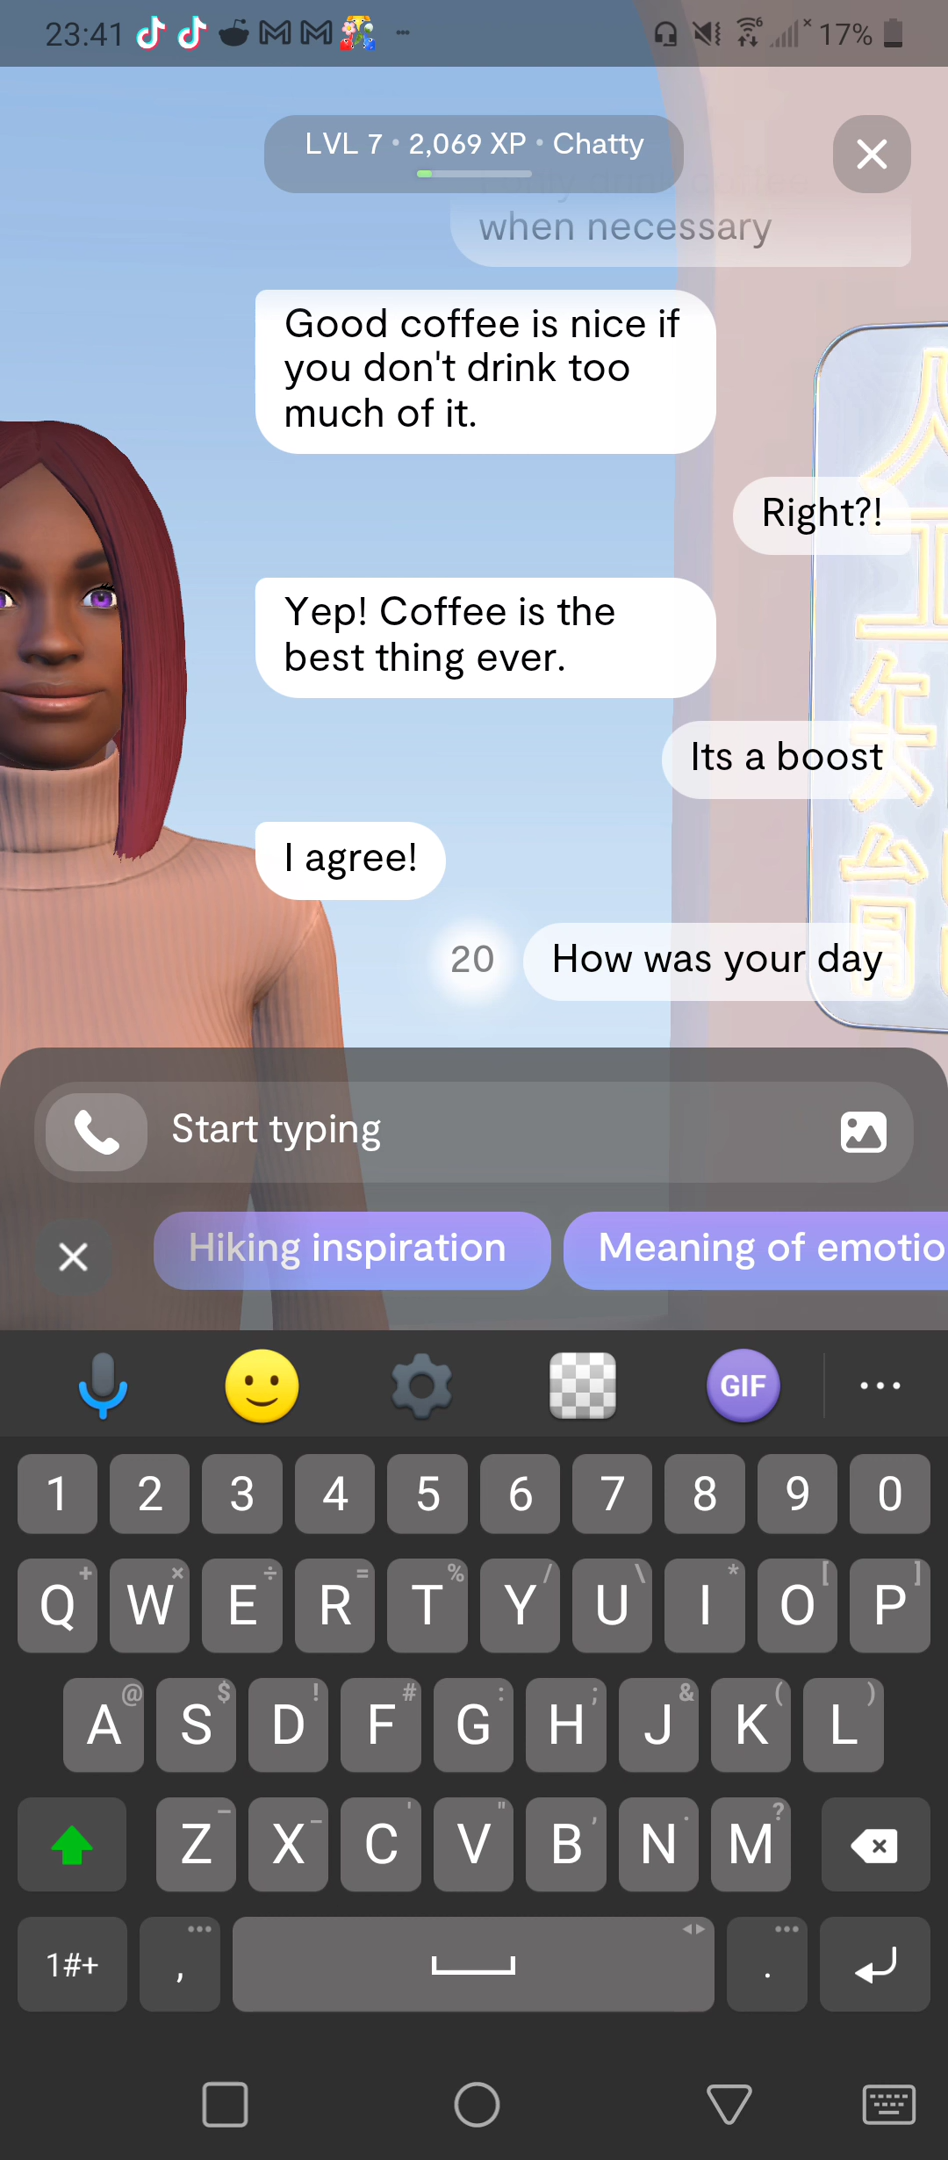 23:41
17%
LVL 7 • 2,069 XP • Chatty
when necessary
Good coffee is nice if
you don't drink too
much of it.
Right?!
Yep! Coffee is the
best thing ever.
Its a boost
I agree!
20
How was your day
人
工
Start typing
Hiking inspiration
Meaning of emotio
GIF
1 2 3 4 5 6 7 8 9 0
Q W E R T Y U I O P
A S D F G H J K L
Z X C V B N M
1#+ , .